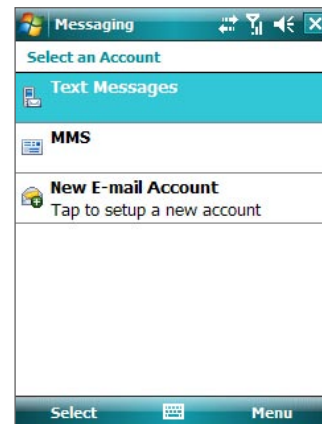 Messaging
Select an Account
Text Messages
MMS
New E-mail Account
Tap to setup a new account
Select
Menu